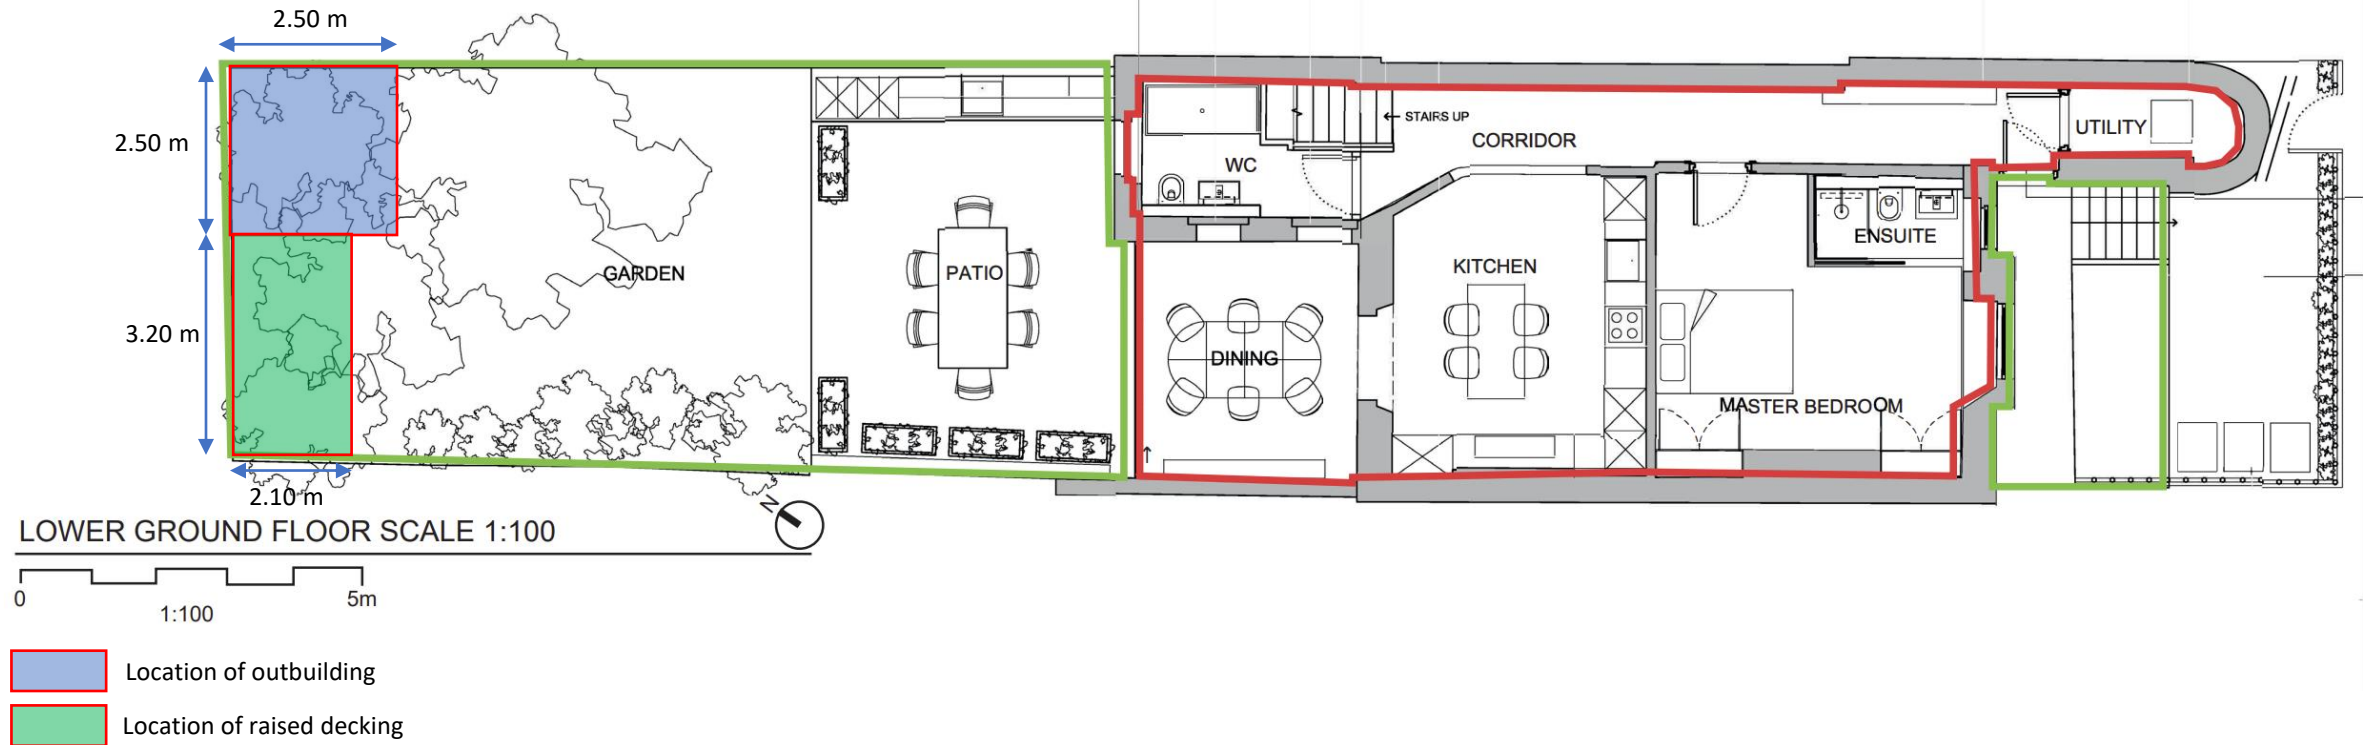 2.50 m
2.50 m
3.20 m
2.10 m
GARDEN
PATIO
WC
STAIRS UP
CORRIDOR
UTILITY
DINING
KITCHEN
ENSUITE
MASTER BEDROOM
N
LOWER GROUND FLOOR SCALE 1:100
0
1:100
5m
Location of outbuilding
Location of raised decking